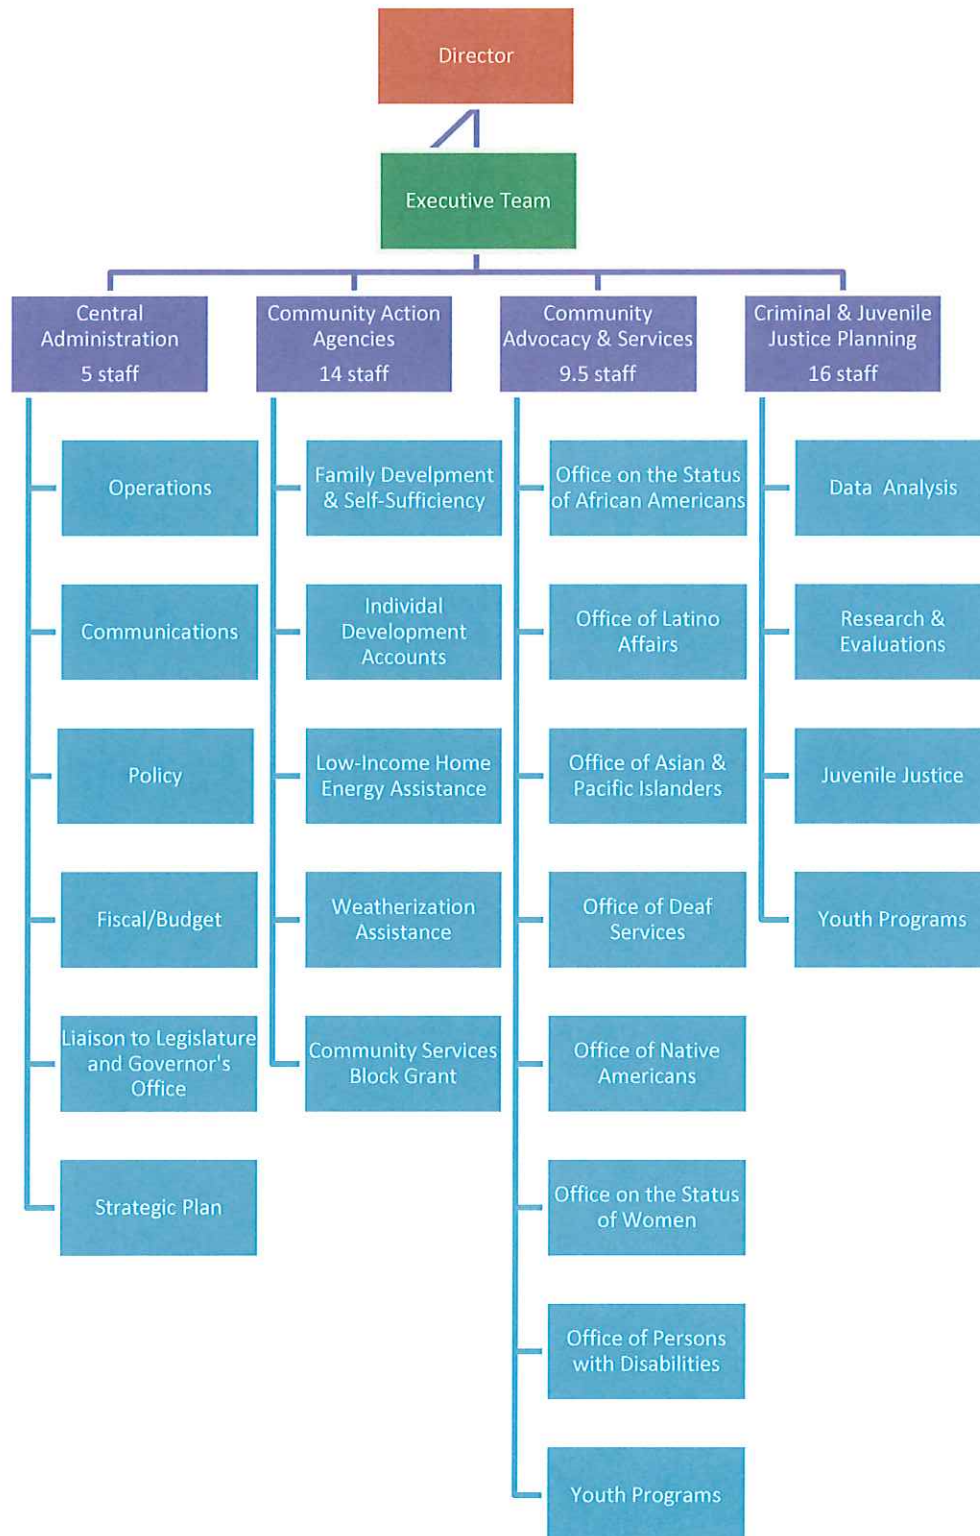 Director
Executive Team
Central
Administration
5 staff
Community Action
Agencies
14 staff
Community
Advocacy & Services
9.5 staff
Criminal & Juvenile
Justice Planning
16 staff
Operations
Communications
Policy
Fiscal/Budget
Liaison to Legislature
and Governor's
Office
Strategic Plan
Family Develpment
& Self-Sufficiency
Individal
Development
Accounts
Low-Income Home
Energy Assistance
Weatherization
Assistance
Community Services
Block Grant
Office on the Status
of African Americans
Office of Latino
Affairs
Office of Asian &
Pacific Islanders
Office of Deaf
Services
Office of Native
Americans
Office on the Status
of Women
Office of Persons
with Disabilities
Youth Programs
Data Analysis
Research &
Evaluations
Juvenile Justice
Youth Programs